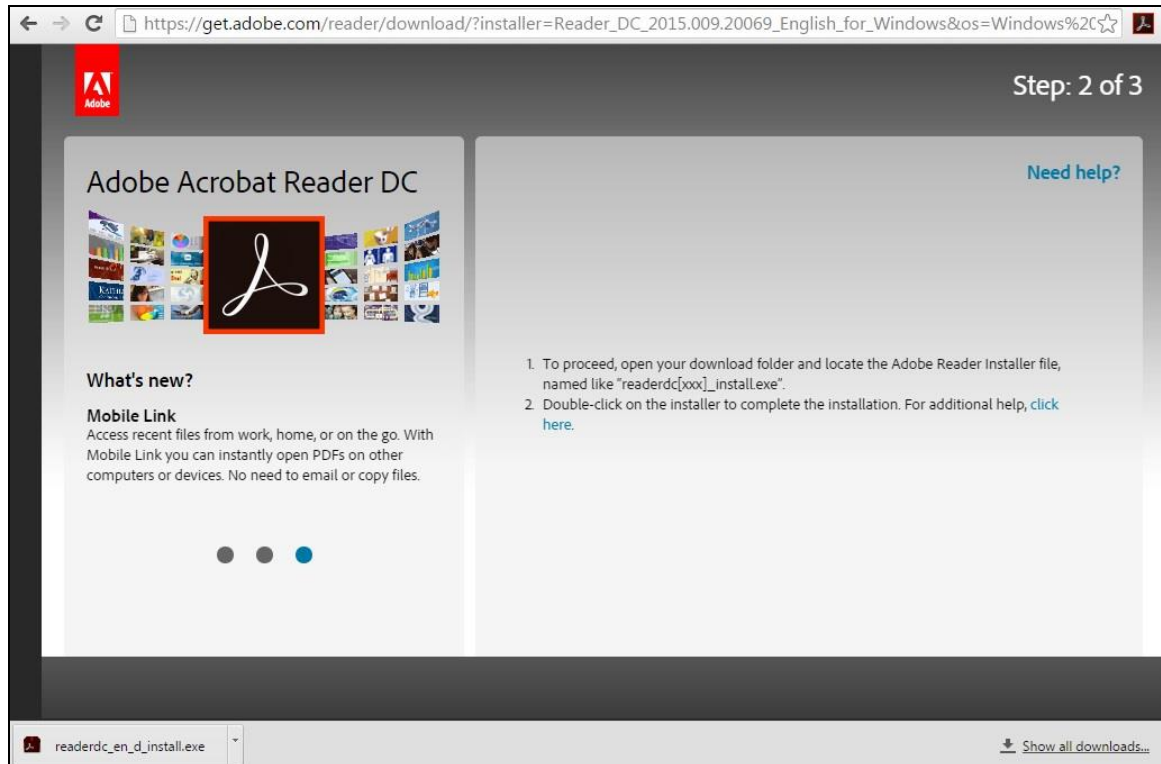 https://get.adobe.com/reader/download/?installer=Reader_DC_2015.009.20069_English_for_Windows&os=Windows%20
Adobe
Step: 2 of 3
Adobe Acrobat Reader DC
What's new?
Mobile Link
Access recent files from work, home, or on the go. With
Mobile Link you can instantly open PDFs on other
computers or devices. No need to email or copy files.
Need help?
1. To proceed, open your download folder and locate the Adobe Reader Installer file,
named like "readerdc[xxx]_install.exe".
2. Double-click on the installer to complete the installation. For additional help, click
here.
readerdc_en_d_install.exe
Show all downloads...